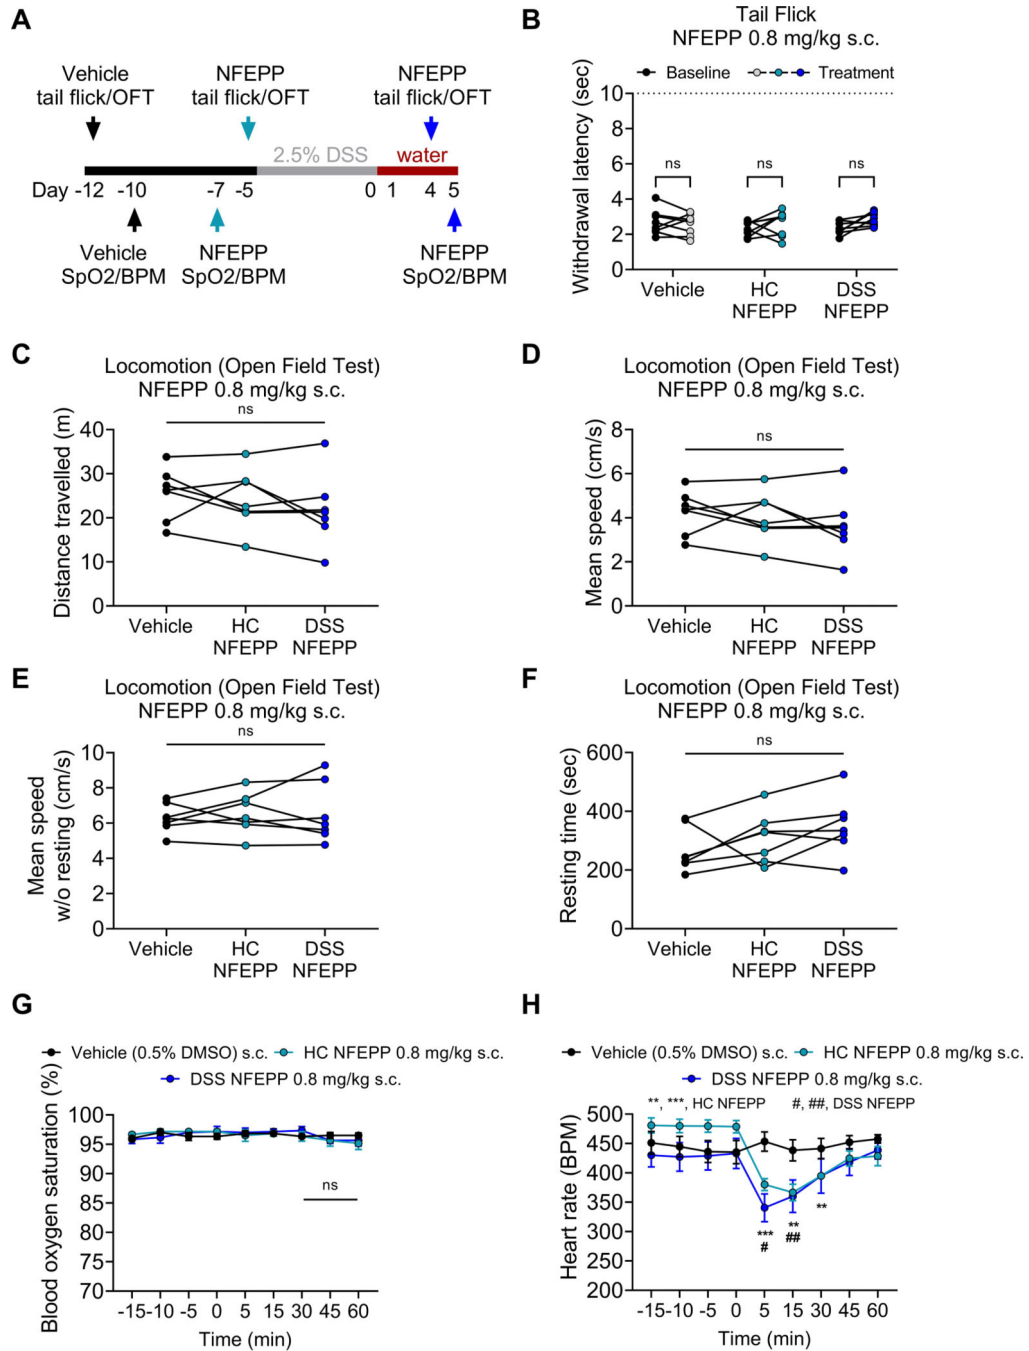 A
Vehicle
tail flick/OFT
NFEPP
tail flick/OFT
NFEPP
tail flick/OFT
2.5% DSS
water
Day -12 -10 -7 -5 0 1 4 5
Vehicle
SpO2/BPM
NFEPP
SpO2/BPM
NFEPP
SpO2/BPM
B
Tail Flick
NFEPP 0.8 mg/kg s.c.
Baseline
Treatment
Withdrawal latency (sec)
10
8
6
4
2
0
ns
ns
ns
Vehicle
HC
NFEPP
DSS
NFEPP
C
Locomotion (Open Field Test)
NFEPP 0.8 mg/kg s.c.
ns
Distance travelled (m)
40
30
20
10
0
Vehicle
HC
NFEPP
DSS
NFEPP
D
Locomotion (Open Field Test)
NFEPP 0.8 mg/kg s.c.
ns
Mean speed (cm/s)
8
6
4
2
0
Vehicle
HC
NFEPP
DSS
NFEPP
E
Locomotion (Open Field Test)
NFEPP 0.8 mg/kg s.c.
ns
Mean speed
w/o resting (cm/s)
10
8
6
4
2
0
Vehicle
HC
NFEPP
DSS
NFEPP
F
Locomotion (Open Field Test)
NFEPP 0.8 mg/kg s.c.
ns
Resting time (sec)
600
400
200
0
Vehicle
HC
NFEPP
DSS
NFEPP
G
Vehicle (0.5% DMSO) s.c.
HC NFEPP 0.8 mg/kg s.c.
DSS NFEPP 0.8 mg/kg s.c.
Blood oxygen saturation (%)
100
95
90
85
80
75
70
ns
-15 -10 -5 0 5 15 30 45 60
Time (min)
H
Vehicle (0.5% DMSO) s.c.
HC NFEPP 0.8 mg/kg s.c.
DSS NFEPP 0.8 mg/kg s.c.
**, ***, HC NFEPP
#, ##, DSS NFEPP
Heart rate (BPM)
500
450
400
350
300
250
200
***
#
**
##
**
-15 -10 -5 0 5 15 30 45 60
Time (min)